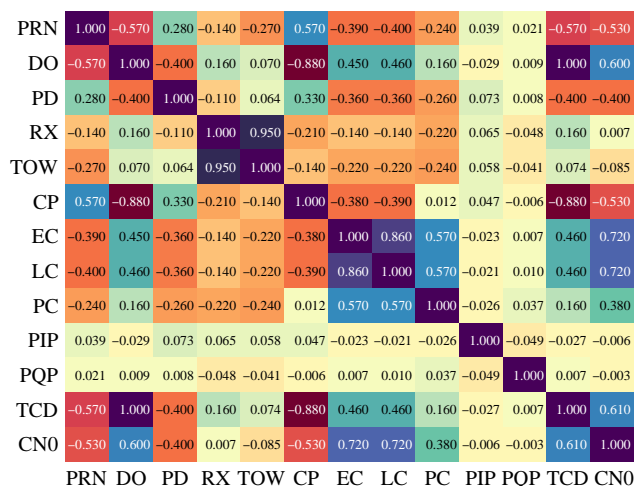 PRN 1.000 −0.570 0.280 −0.140 −0.270 0.570 −0.390 −0.400 −0.240 0.039 0.021 −0.570 −0.530
DO −0.570 1.000 −0.400 0.160 0.070 −0.880 0.450 0.460 0.160 −0.029 0.009 1.000 0.600
PD 0.280 −0.400 1.000 −0.110 0.064 0.330 −0.360 −0.360 −0.260 0.073 0.008 −0.400 −0.400
RX −0.140 0.160 −0.110 1.000 0.950 −0.210 −0.140 −0.140 −0.220 0.065 −0.048 0.160 0.007
TOW −0.270 0.070 0.064 0.950 1.000 −0.140 −0.220 −0.220 −0.240 0.058 −0.041 0.074 −0.085
CP 0.570 −0.880 0.330 −0.210 −0.140 1.000 −0.380 −0.390 0.012 0.047 −0.006 −0.880 −0.530
EC −0.390 0.450 −0.360 −0.140 −0.220 −0.380 1.000 0.860 0.570 −0.023 0.007 0.460 0.720
LC −0.400 0.460 −0.360 −0.140 −0.220 −0.390 0.860 1.000 0.570 −0.021 0.010 0.460 0.720
PC −0.240 0.160 −0.260 −0.220 −0.240 0.012 0.570 0.570 1.000 −0.026 0.037 0.160 0.380
PIP 0.039 −0.029 0.073 0.065 0.058 0.047 −0.023 −0.021 −0.026 1.000 −0.049 −0.027 −0.006
PQP 0.021 0.009 0.008 −0.048 −0.041 −0.006 0.007 0.010 0.037 −0.049 1.000 0.007 −0.003
TCD −0.570 1.000 −0.400 0.160 0.074 −0.880 0.460 0.460 0.160 −0.027 0.007 1.000 0.610
CN0 −0.530 0.600 −0.400 0.007 −0.085 −0.530 0.720 0.720 0.380 −0.006 −0.003 0.610 1.000
PRN DO PD RX TOW CP EC LC PC PIP PQP TCD CN0